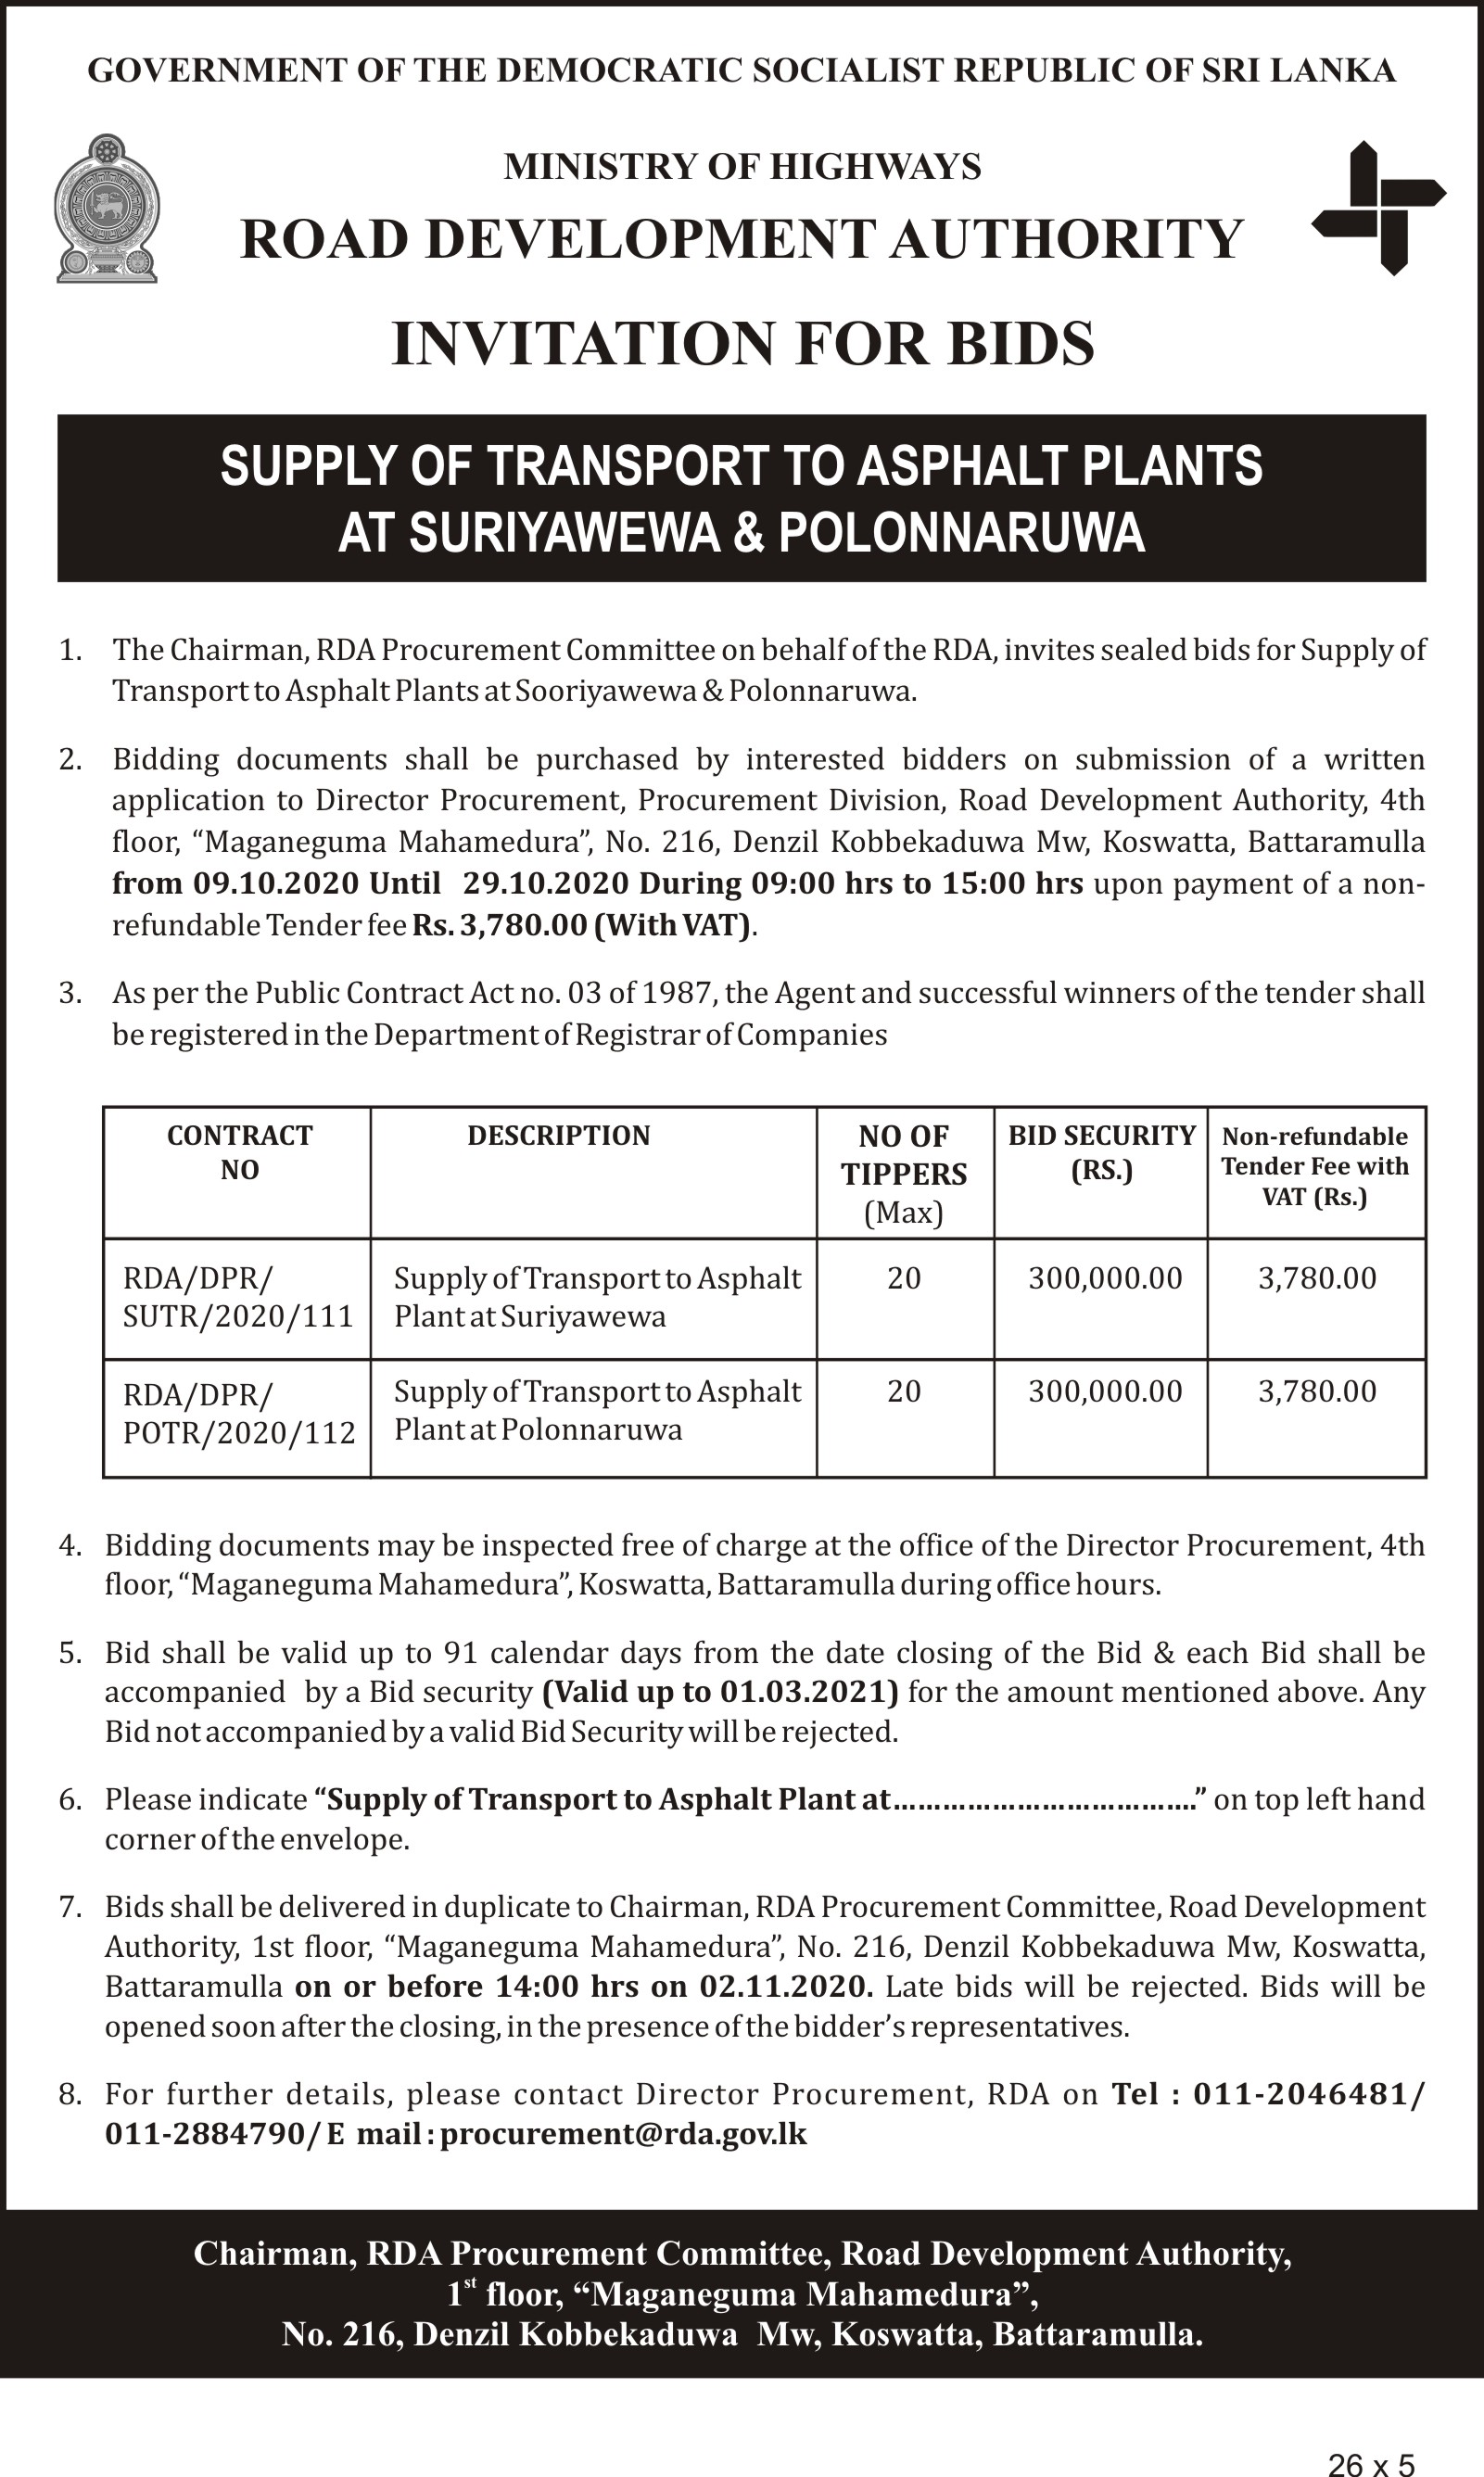 GOVERNMENT OF THE DEMOCRATIC SOCIALIST REPUBLIC OF SRI LANKA
MINISTRY OF HIGHWAYS
ROAD DEVELOPMENT AUTHORITY
INVITATION FOR BIDS
SUPPLY OF TRANSPORT TO ASPHALT PLANTS
AT SURIYAWEWA & POLONNARUWA
1. The Chairman, RDA Procurement Committee on behalf of the RDA, invites sealed bids for Supply of
Transport to Asphalt Plants at Sooriyawewa & Polonnaruwa.
2. Bidding documents shall be purchased by interested bidders on submission of a written
application to Director Procurement, Procurement Division, Road Development Authority, 4th
floor, “Maganeguma Mahamedura”, No. 216, Denzil Kobbekaduwa Mw, Koswatta, Battaramulla
from 09.10.2020 Until 29.10.2020 During 09:00 hrs to 15:00 hrs upon payment of a non-
refundable Tender fee Rs. 3,780.00 (With VAT).
3. As per the Public Contract Act no. 03 of 1987, the Agent and successful winners of the tender shall
be registered in the Department of Registrar of Companies
CONTRACT
NO
DESCRIPTION
NO OF
TIPPERS
(Max)
BID SECURITY
(RS.)
Non-refundable
Tender Fee with
VAT (Rs.)
RDA/DPR/
SUTR/2020/111
Supply of Transport to Asphalt
Plant at Suriyawewa
20
300,000.00
3,780.00
RDA/DPR/
POTR/2020/112
Supply of Transport to Asphalt
Plant at Polonnaruwa
20
300,000.00
3,780.00
4. Bidding documents may be inspected free of charge at the office of the Director Procurement, 4th
floor, “Maganeguma Mahamedura”, Koswatta, Battaramulla during office hours.
5. Bid shall be valid up to 91 calendar days from the date closing of the Bid & each Bid shall be
accompanied by a Bid security (Valid up to 01.03.2021) for the amount mentioned above. Any
Bid not accompanied by a valid Bid Security will be rejected.
6. Please indicate “Supply of Transport to Asphalt Plant at……………………………….” on top left hand
corner of the envelope.
7. Bids shall be delivered in duplicate to Chairman, RDA Procurement Committee, Road Development
Authority, 1st floor, “Maganeguma Mahamedura”, No. 216, Denzil Kobbekaduwa Mw, Koswatta,
Battaramulla on or before 14:00 hrs on 02.11.2020. Late bids will be rejected. Bids will be
opened soon after the closing, in the presence of the bidder’s representatives.
8. For further details, please contact Director Procurement, RDA on Tel : 011-2046481/
011-2884790/ E mail : procurement@rda.gov.lk
Chairman, RDA Procurement Committee, Road Development Authority,
1st floor, “Maganeguma Mahamedura”,
No. 216, Denzil Kobbekaduwa Mw, Koswatta, Battaramulla.
26 x 5